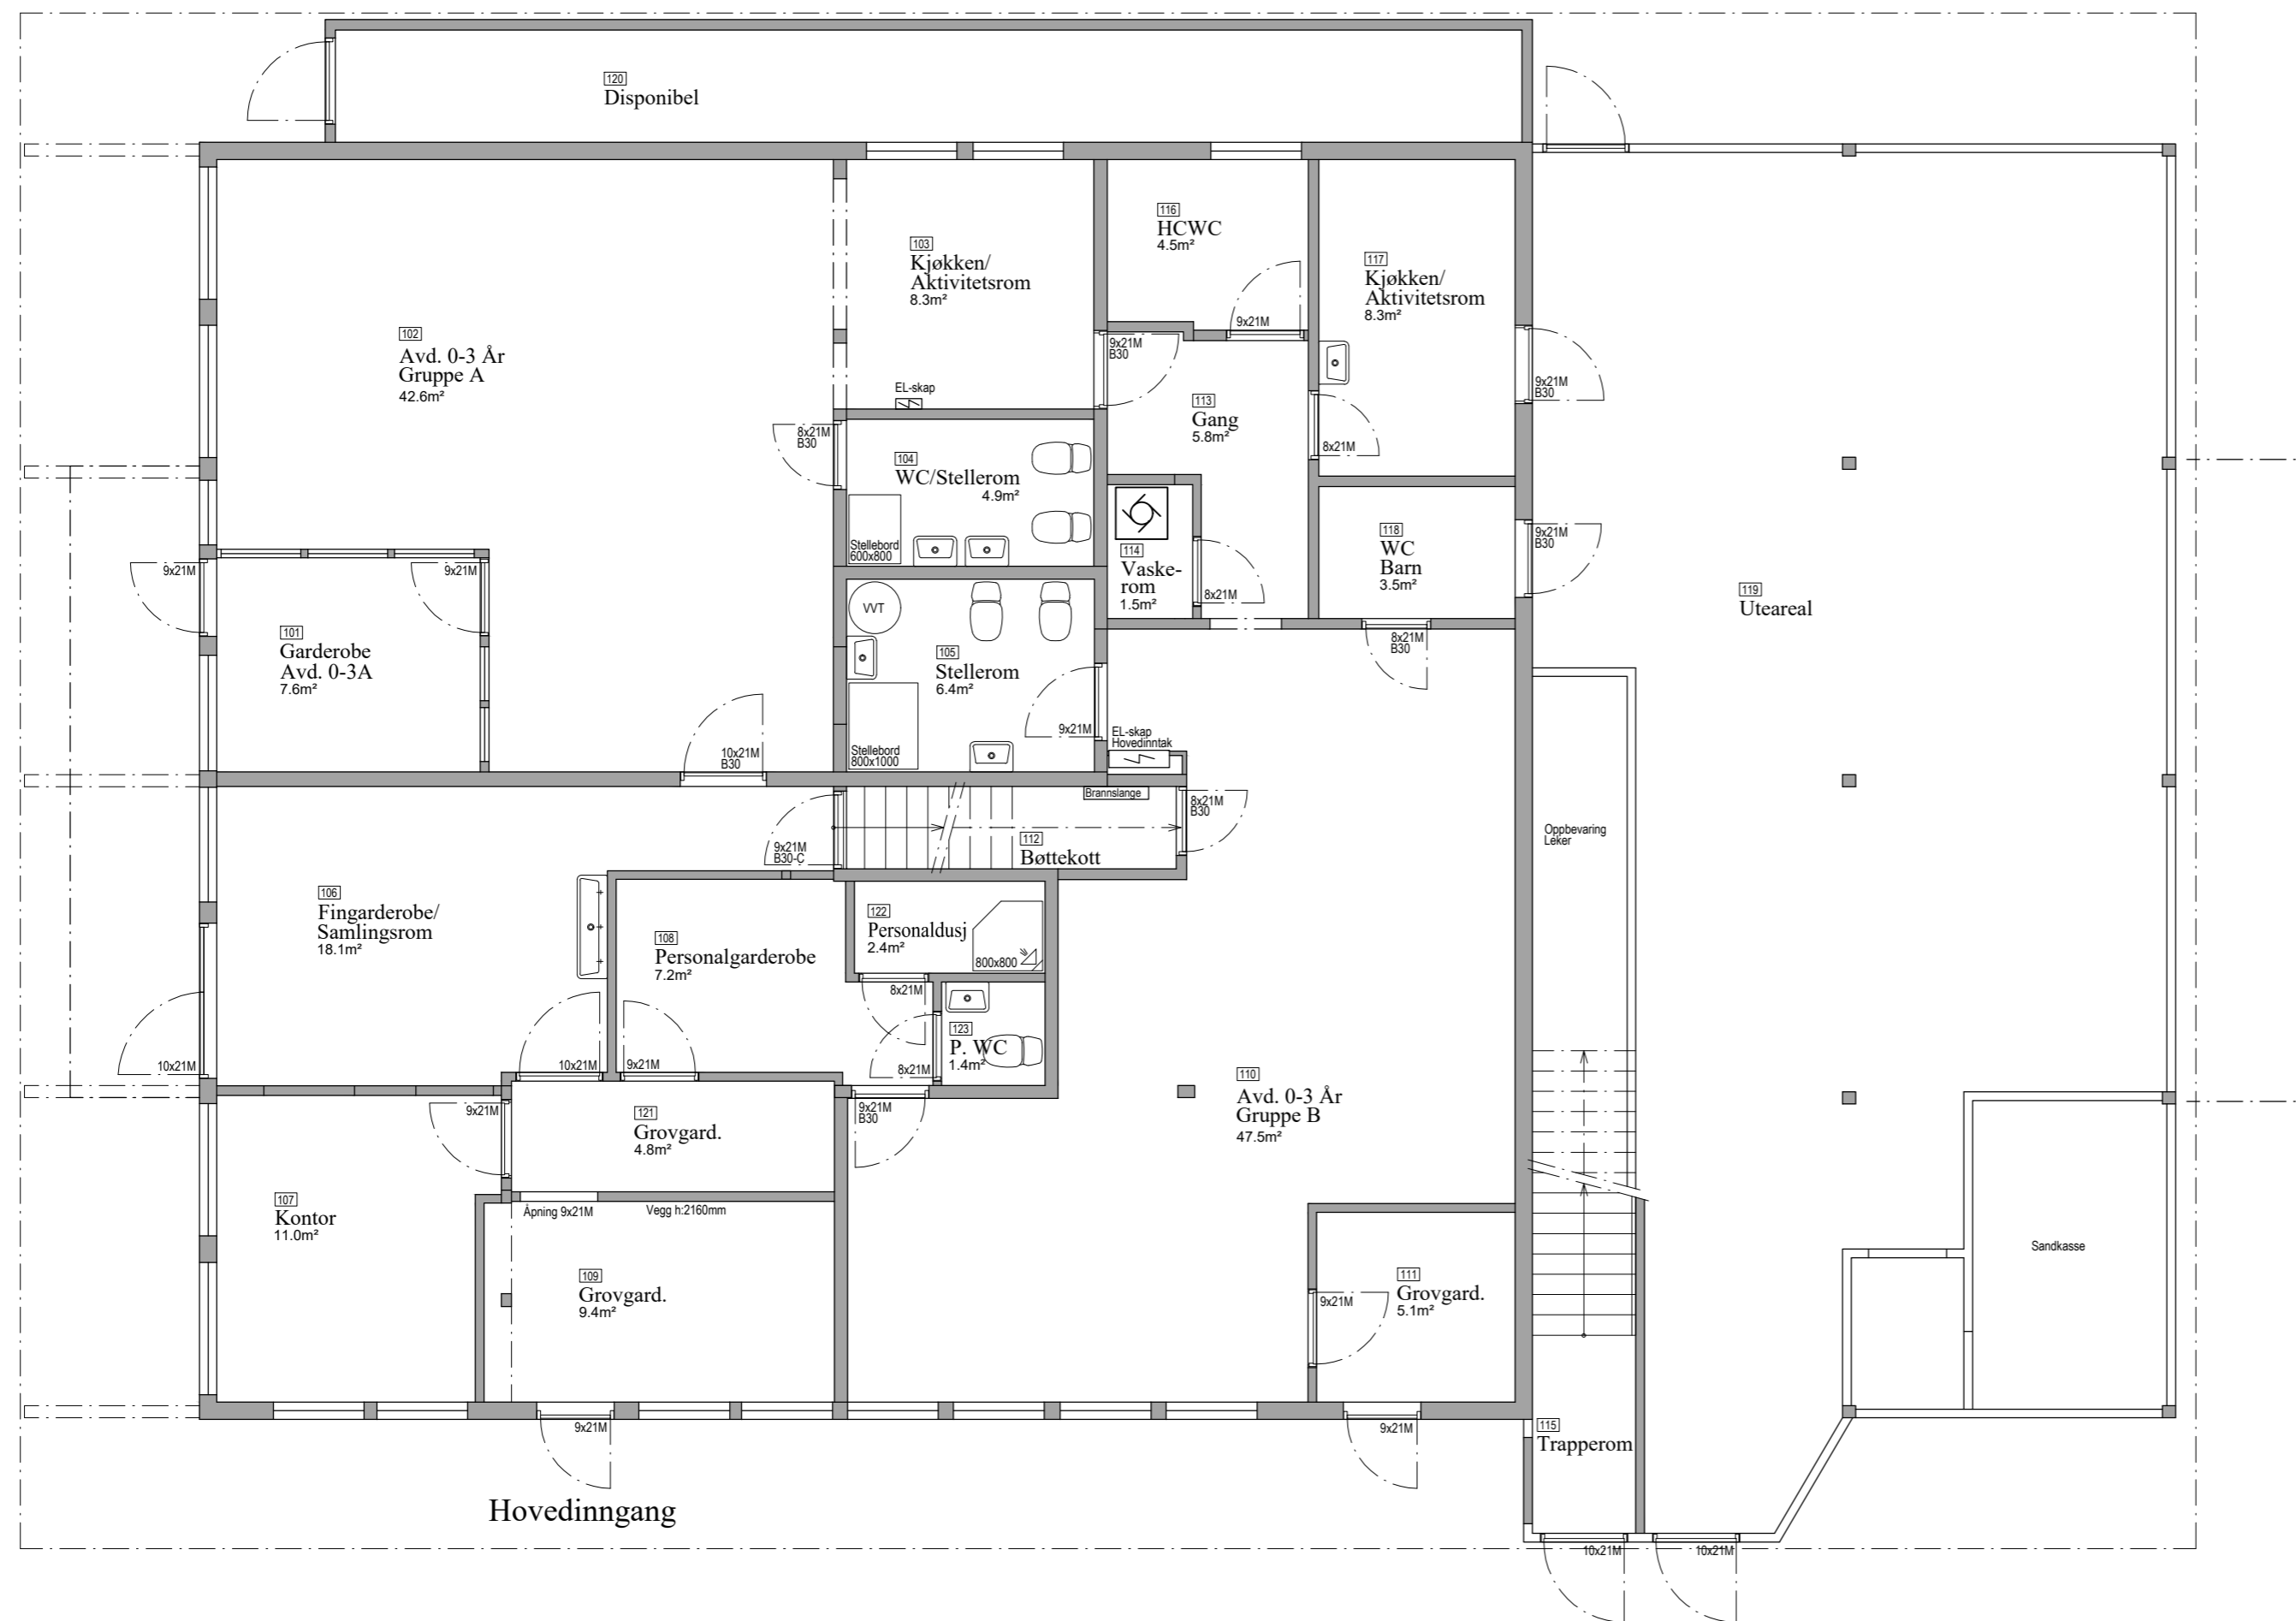 120
Disponibel
116
HCWC
4.5m²
103
Kjøkken/
Aktivitetsrom
8.3m²
117
Kjøkken/
Aktivitetsrom
8.3m²
9x21M
102
Avd. 0-3 År
Gruppe A
42.6m²
9x21M
B30
EL-skap
9x21M
B30
113
Gang
5.8m²
8x21M
B30
8x21M
104
WC/Stellerom
4.9m²
Stellebord
600x800
118
WC
Barn
3.5m²
9x21M
B30
114
Vaske-
rom
1.5m²
8x21M
9x21M
9x21M
119
Uteareal
VVT
101
Garderobe
Avd. 0-3A
7.6m²
105
Stellerom
6.4m²
8x21M
B30
9x21M
EL-skap
Hovedinntak
10x21M
B30
Stellebord
800x1000
Brannslange
8x21M
B30
9x21M
B30-C
112
Bøttekott
Oppbevaring
Leker
106
Fingarderobe/
Samlingsrom
18.1m²
122
Personaldusj
2.4m²
800x800
108
Personalgarderobe
7.2m²
8x21M
123
P. WC
1.4m²
8x21M
10x21M
10x21M
9x21M
110
Avd. 0-3 År
Gruppe B
47.5m²
9x21M
121
Grovgard.
4.8m²
9x21M
B30
107
Kontor
11.0m²
Åpning 9x21M
Vegg h:2160mm
109
Grovgard.
9.4m²
9x21M
111
Grovgard.
5.1m²
Sandkasse
9x21M
9x21M
115
Trapperom
Hovedinngang
10x21M
10x21M